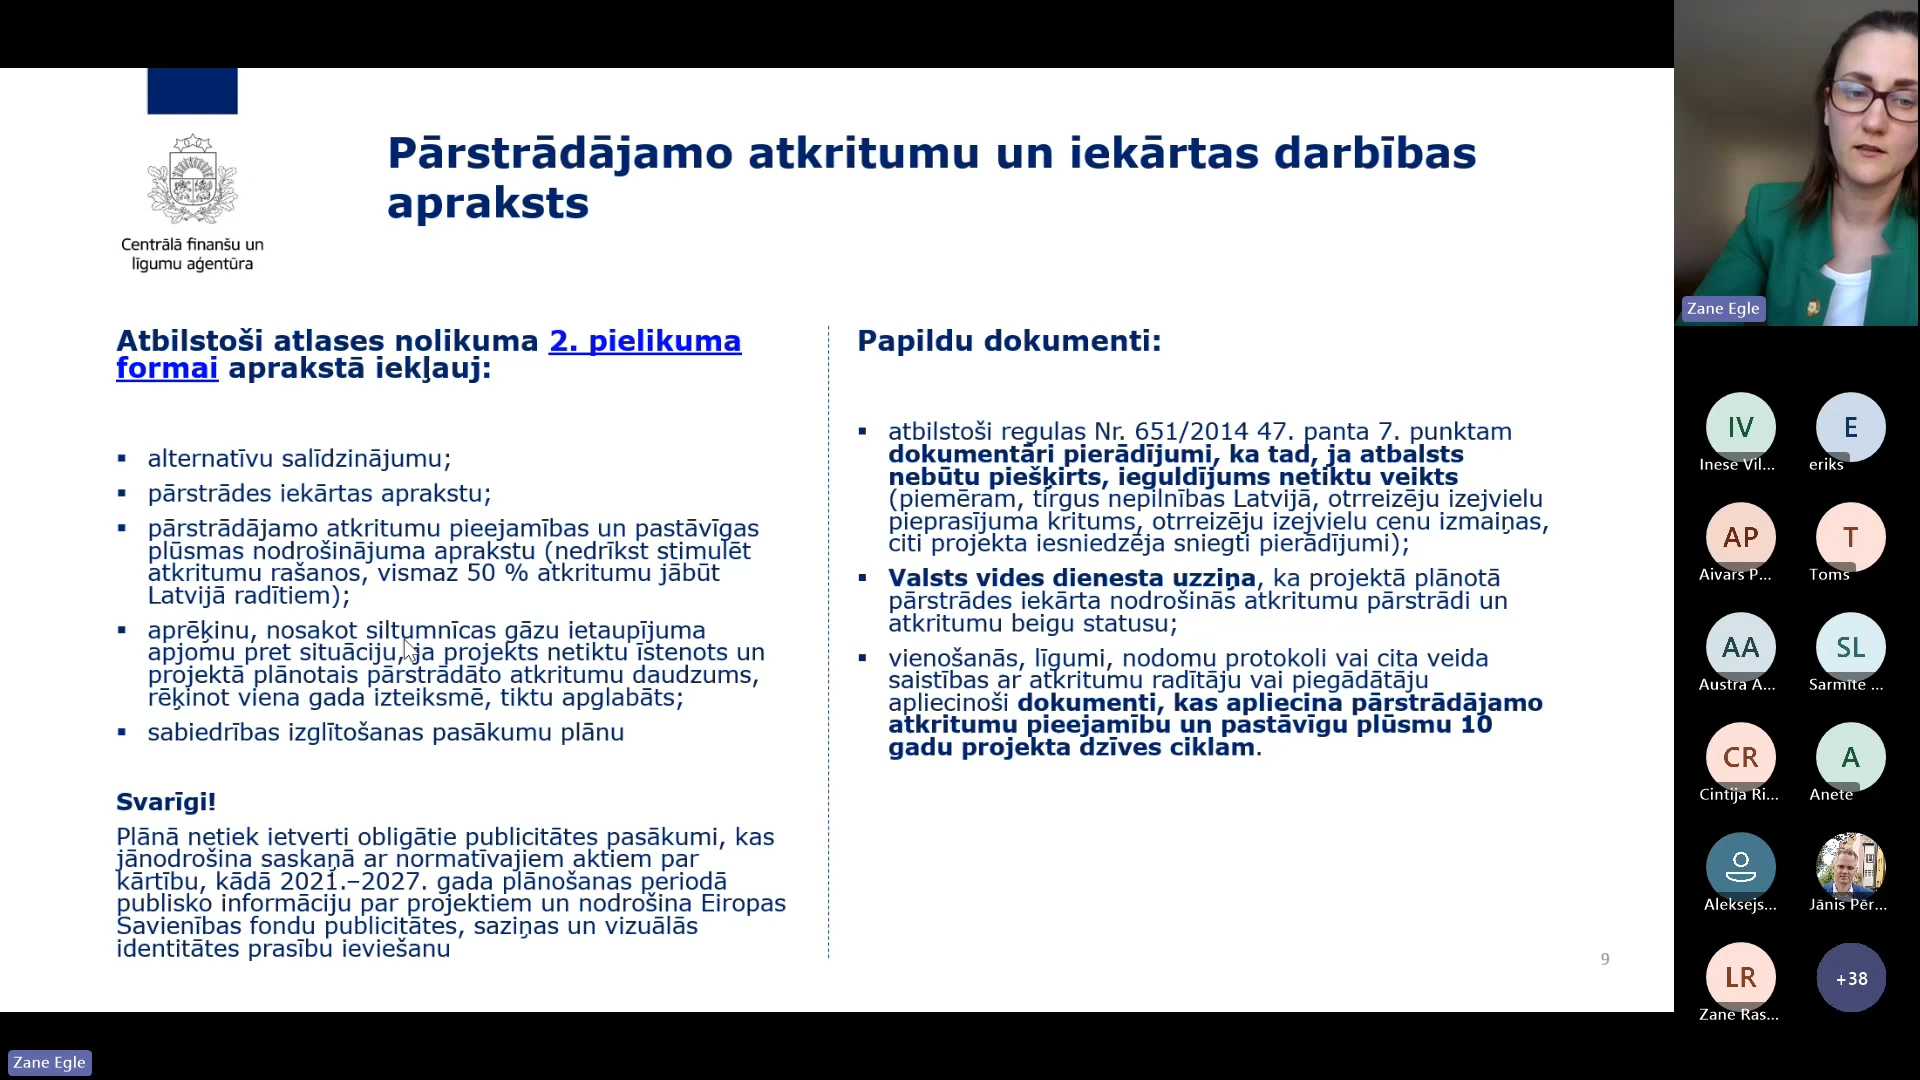 Centrālā finanšu un
līgumu aģentūra
Pārstrādājamo atkritumu un iekārtas darbības
apraksts
Atbilstoši atlases nolikuma 2. pielikuma
formai aprakstā iekļauj:
▪ alternatīvu salīdzinājumu;
▪ pārstrādes iekārtas aprakstu;
▪ pārstrādājamo atkritumu pieejamības un pastāvīgas
plūsmas nodrošinājuma aprakstu (nedrīkst stimulēt
atkritumu rašanos, vismaz 50 % atkritumu jābūt
Latvijā radītiem);
▪ aprēķinu, nosakot siltumnīcas gāzu ietaupījuma
apjomu pret situāciju, ja projekts netiktu īstenots un
projektā plānotais pārstrādāto atkritumu daudzums,
rēķinot viena gada izteiksmē, tiktu apglabāts;
▪ sabiedrības izglītošanas pasākumu plānu
Svarīgi!
Plānā netiek ietverti obligātie publicitātes pasākumi, kas
jānodrošina saskaņā ar normatīvajiem aktiem par
kārtību, kādā 2021.–2027. gada plānošanas periodā
publisko informāciju par projektiem un nodrošina Eiropas
Savienības fondu publicitātes, saziņas un vizuālās
identitātes prasību ieviešanu
Papildu dokumenti:
▪ atbilstoši regulas Nr. 651/2014 47. panta 7. punktam
dokumentāri pierādījumi, ka tad, ja atbalsts
nebūtu piešķirts, ieguldījums netiktu veikts
(piemēram, tirgus nepilnības Latvijā, otrreizēju izejvielu
pieprasījuma kritums, otrreizēju izejvielu cenu izmaiņas,
citi projekta iesniedzēja sniegti pierādījumi);
▪ Valsts vides dienesta uzziņa, ka projektā plānotā
pārstrādes iekārta nodrošinās atkritumu pārstrādi un
atkritumu beigu statusu;
▪ vienošanās, līgumi, nodomu protokoli vai cita veida
saistības ar atkritumu radītāju vai piegādātāju
apliecinoši dokumenti, kas apliecina pārstrādājamo
atkritumu pieejamību un pastāvīgu plūsmu 10
gadu projekta dzīves ciklam.
9
Zane Egle
Zane Egle
IV
Inese Vil...
E
eriks
AP
Aivars P...
T
Toms
AA
Austra A...
SL
Sarmīte ...
CR
Cintija Ri...
A
Anete
Aleksejs...
Jānis Pēr...
LR
Zane Ras...
+38